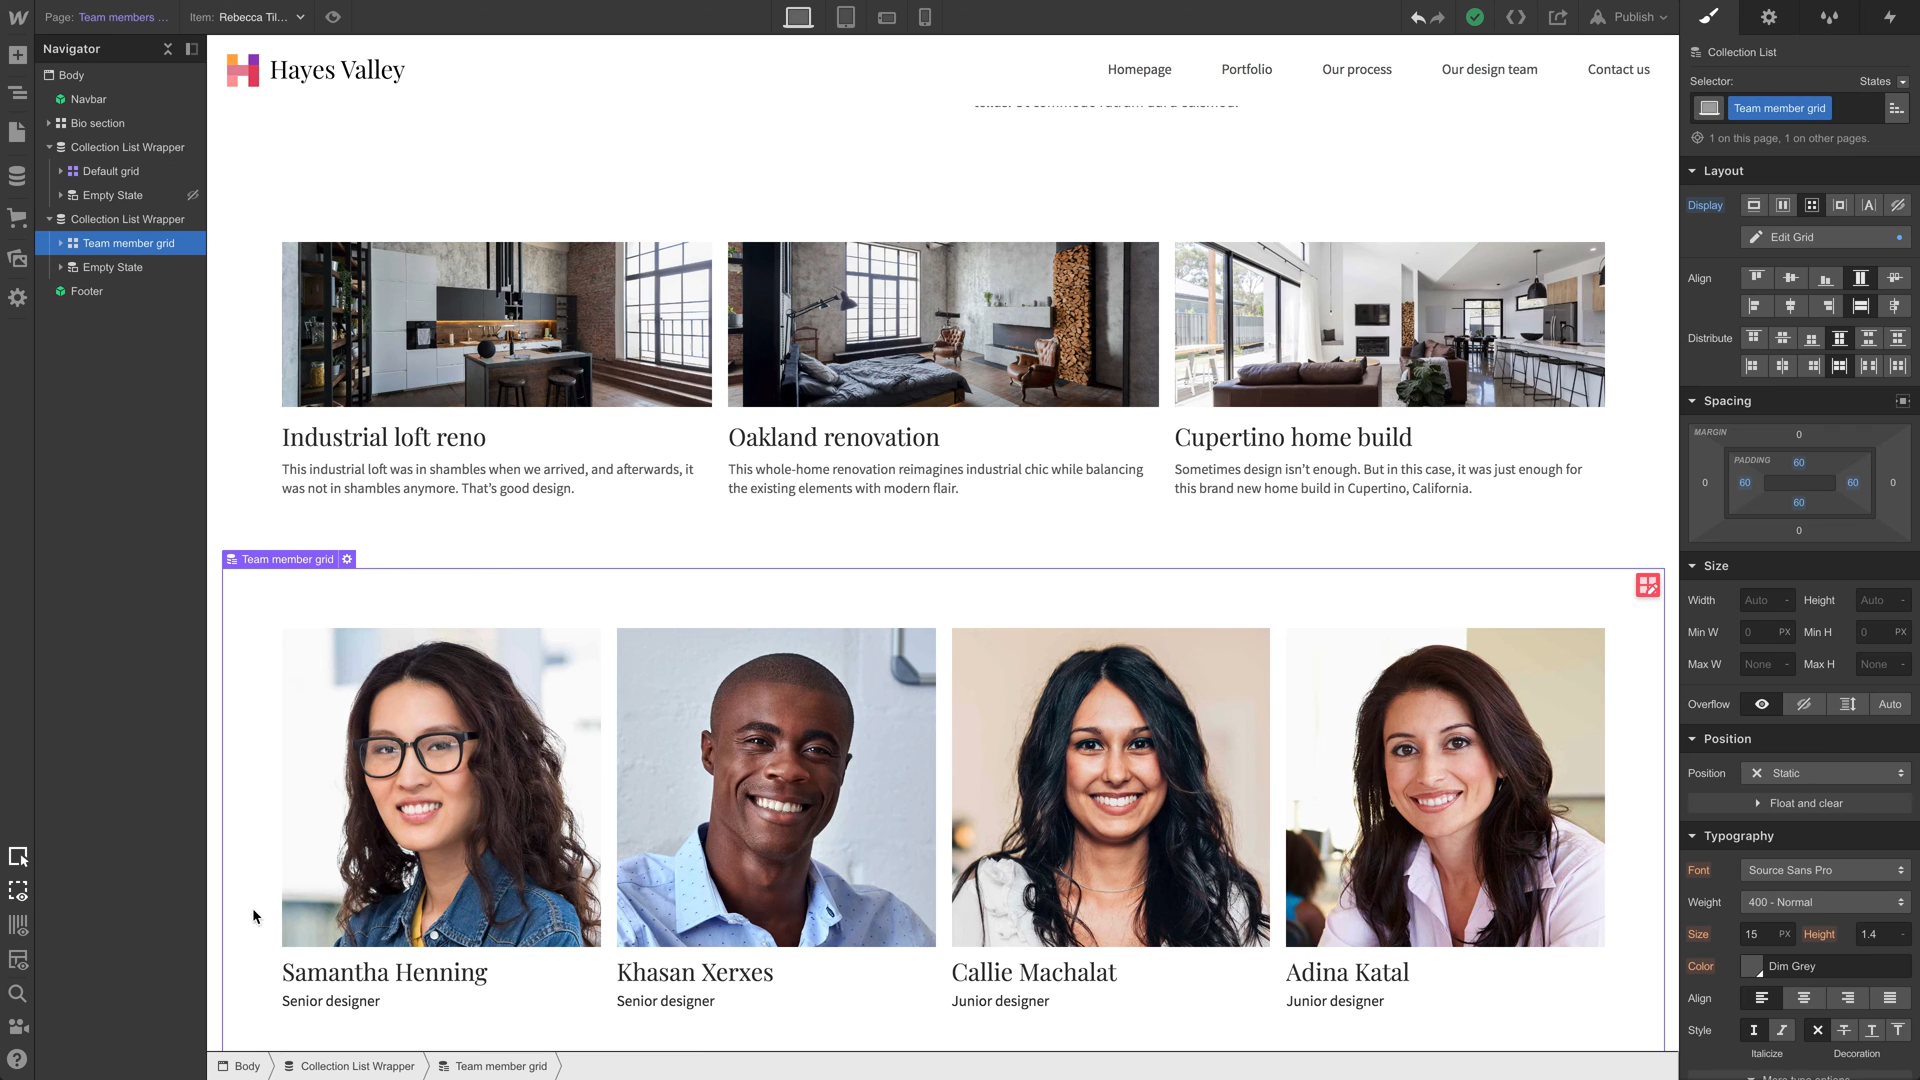 Page: Team members ...
Item: Rebecca Til...
Publish
Navigator
Body
Navbar
Bio section
Collection List Wrapper
Default grid
Empty State
Collection List Wrapper
Team member grid
Empty State
Footer
Hayes Valley
Homepage
Portfolio
Our process
Our design team
Contact us
Industrial loft reno
This industrial loft was in shambles when we arrived, and afterwards, it
was not in shambles anymore. That’s good design.
Oakland renovation
This whole-home renovation reimagines industrial chic while balancing
the existing elements with modern flair.
Cupertino home build
Sometimes design isn’t enough. But in this case, it was just enough for
this brand new home build in Cupertino, California.
Team member grid
Samantha Henning
Senior designer
Khasan Xerxes
Senior designer
Callie Machalat
Junior designer
Adina Katal
Junior designer
Body
Collection List Wrapper
Team member grid
Collection List
Selector:
States
Team member grid
1 on this page, 1 on other pages.
Layout
Display
Edit Grid
Align
Distribute
Spacing
MARGIN
0
PADDING
60
0
60
60
0
60
0
Size
Width Auto - Height Auto -
Min W 0 PX Min H 0 PX
Max W None - Max H None -
Overflow Auto
Position
Position Static
Float and clear
Typography
Font Source Sans Pro
Weight 400 - Normal
Size 15 PX Height 1.4 -
Color Dim Grey
Align
Style
Italicize Decoration